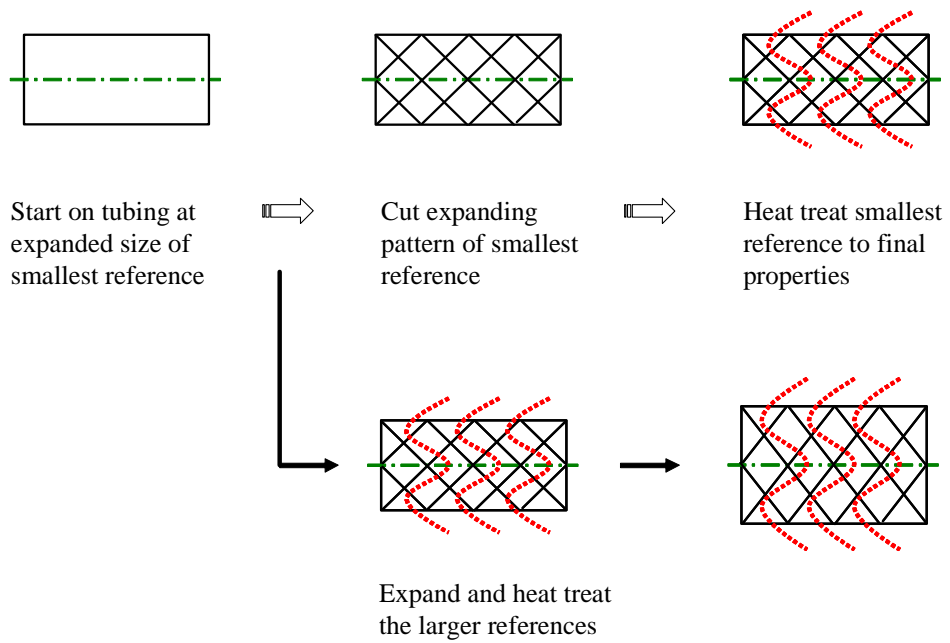 Start on tubing at
expanded size of
smallest reference
Cut expanding
pattern of smallest
reference
Heat treat smallest
reference to final
properties
Expand and heat treat
the larger references